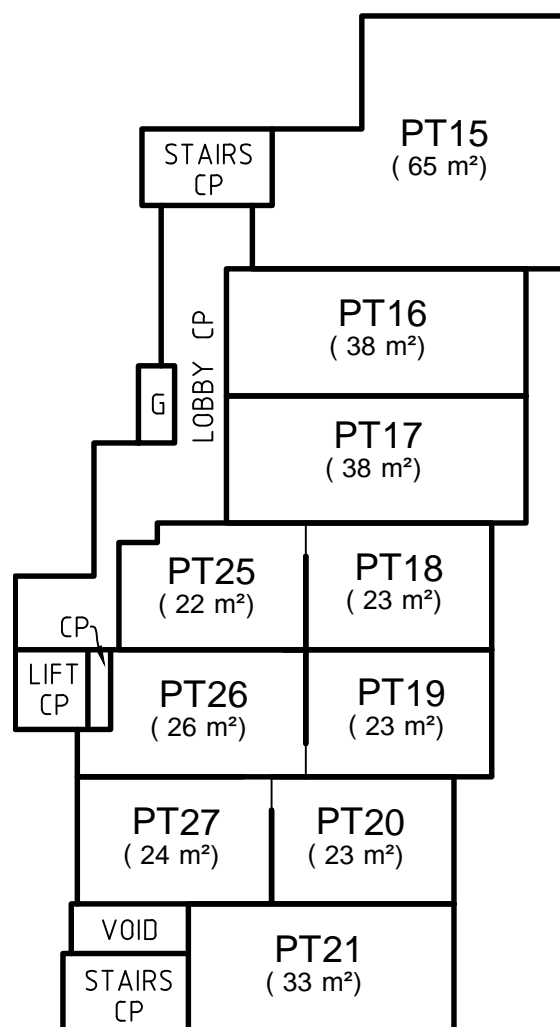 PT15
( 65 m²)
STAIRS
CP
PT16
( 38 m²)
LOBBY CP
G
PT17
( 38 m²)
PT25
( 22 m²)
PT18
( 23 m²)
CP
LIFT
CP
PT26
( 26 m²)
PT19
( 23 m²)
PT27
( 24 m²)
PT20
( 23 m²)
VOID
PT21
( 33 m²)
STAIRS
CP